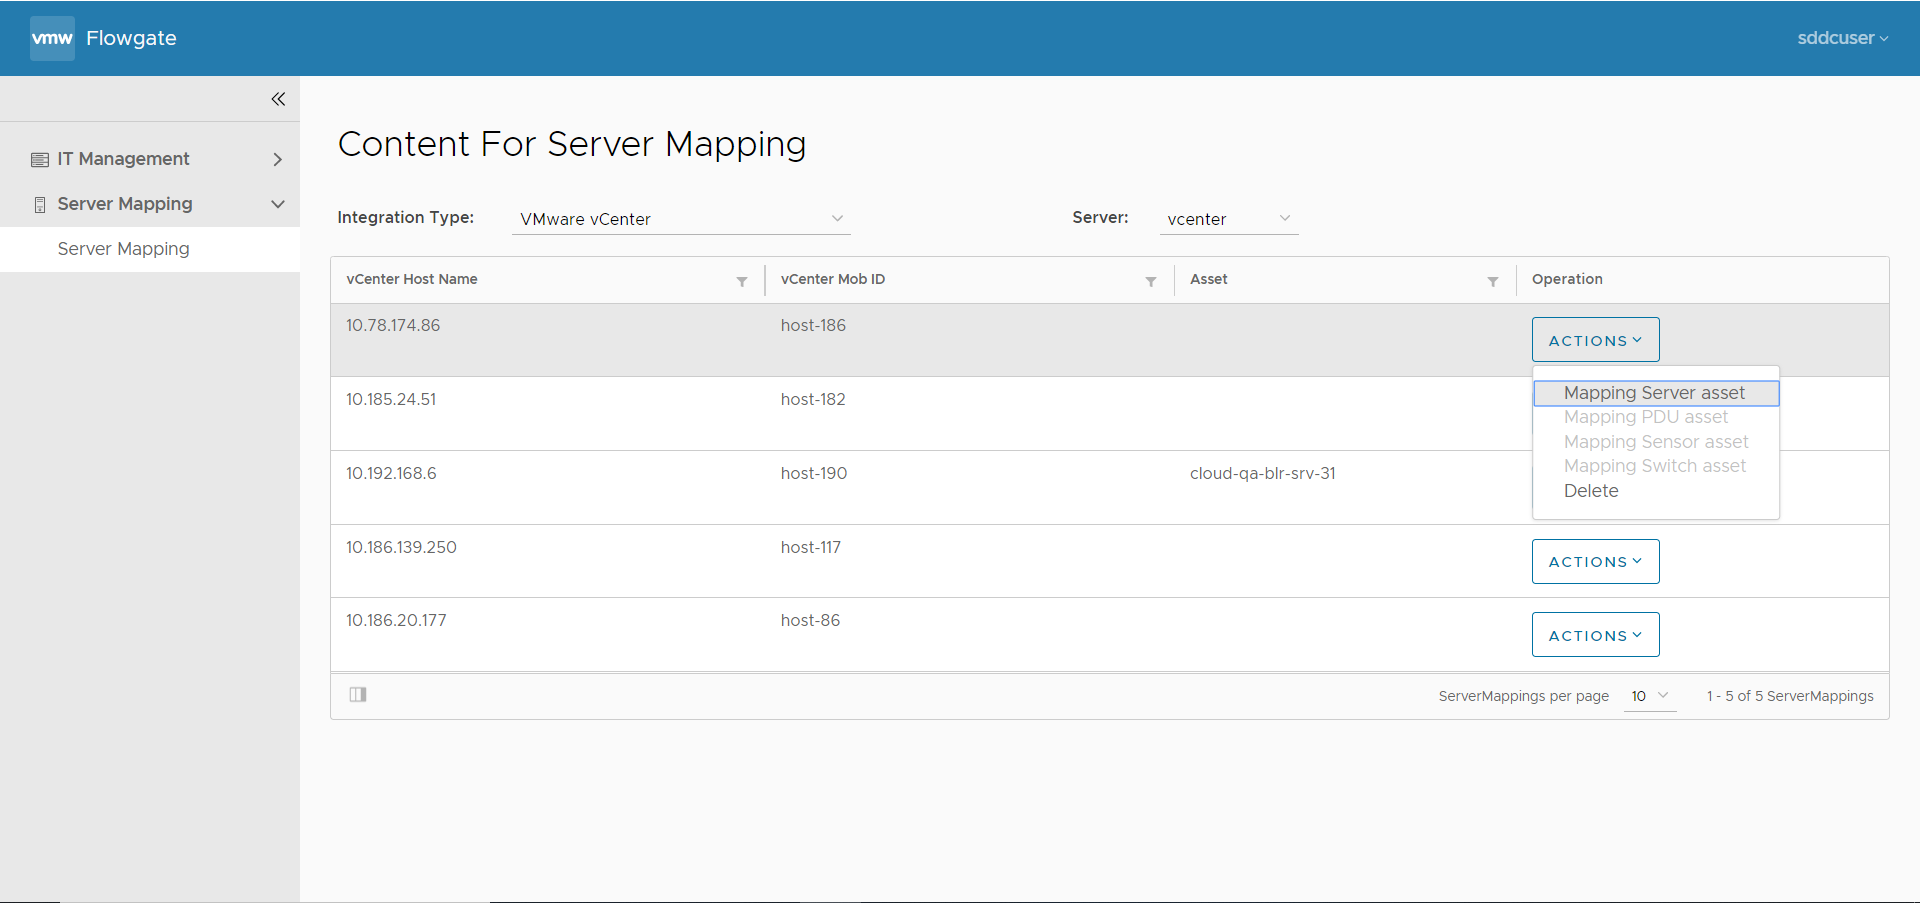 vmw Flowgate sddcuser
IT Management
Server Mapping
Server Mapping
Content For Server Mapping
Integration Type: VMware vCenter Server: vcenter
vCenter Host Name vCenter Mob ID Asset Operation
10.78.174.86 host-186 ACTIONS
Mapping Server asset
Mapping PDU asset
Mapping Sensor asset
Mapping Switch asset
Delete
10.185.24.51 host-182
10.192.168.6 host-190 cloud-qa-blr-srv-31
10.186.139.250 host-117 ACTIONS
10.186.20.177 host-86 ACTIONS
ServerMappings per page 10 1 - 5 of 5 ServerMappings